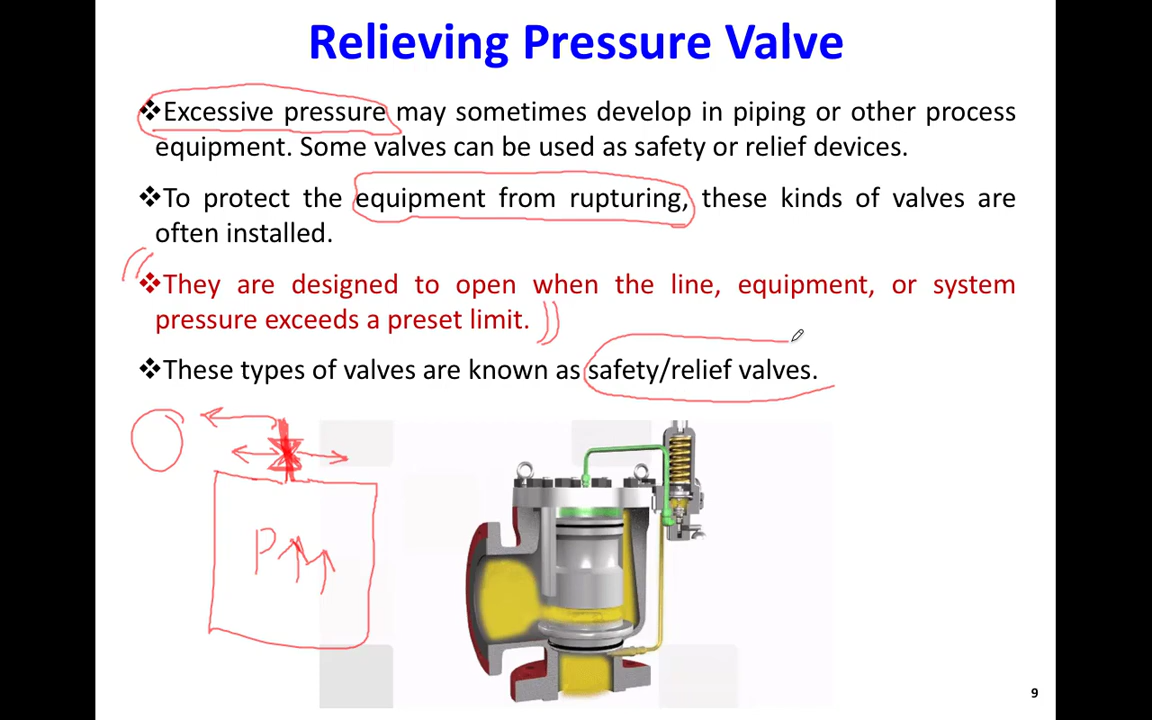 Relieving Pressure Valve
❖Excessive pressure may sometimes develop in piping or other process
equipment. Some valves can be used as safety or relief devices.
❖To protect the equipment from rupturing, these kinds of valves are
often installed.
❖They are designed to open when the line, equipment, or system
pressure exceeds a preset limit.
❖These types of valves are known as safety/relief valves.
P↑↑↑
9